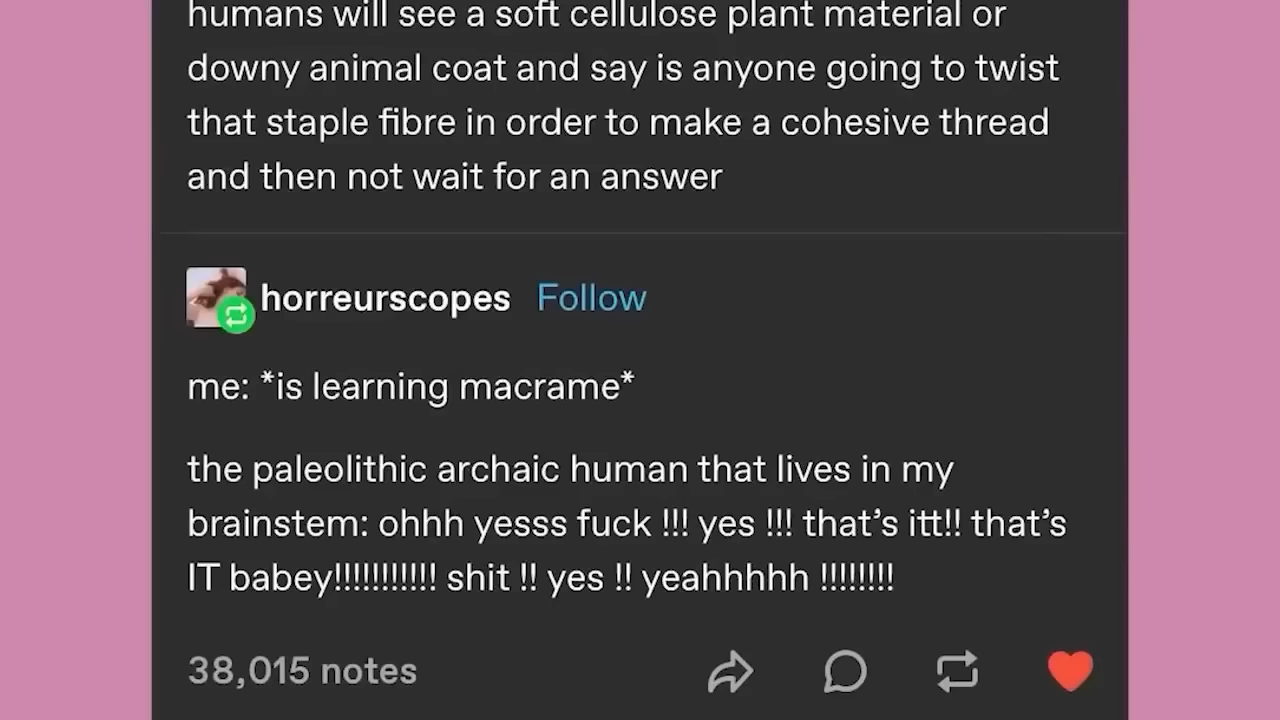 humans will see a soft cellulose plant material or
downy animal coat and say is anyone going to twist
that staple fibre in order to make a cohesive thread
and then not wait for an answer
horreurscopes Follow
me: *is learning macrame*
the paleolithic archaic human that lives in my
brainstem: ohhh yesss fuck !!! yes !!! that’s itt!! that’s
IT babey!!!!!!!!!!! shit !! yes !! yeahhhhh !!!!!!!!
38,015 notes